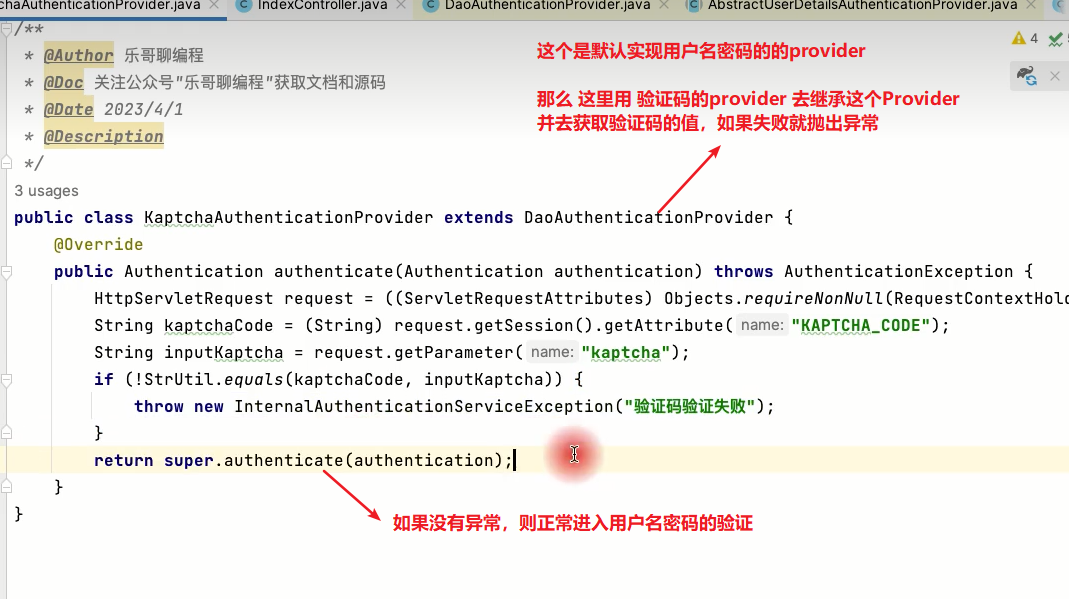 chaAuthenticationProvider.java IndexController.java DaoAuthenticationProvider.java AbstractUserDetailsAuthenticationProvider.java
/**
* @Author 乐哥聊编程
* @Doc 关注公众号"乐哥聊编程"获取文档和源码
* @Date 2023/4/1
* @Description
*/
这个是默认实现用户名密码的的provider
那么 这里用 验证码的provider 去继承这个Provider
并去获取验证码的值，如果失败就抛出异常
4
3 usages
public class KaptchaAuthenticationProvider extends DaoAuthenticationProvider {
@Override
public Authentication authenticate(Authentication authentication) throws AuthenticationException {
HttpServletRequest request = ((ServletRequestAttributes) Objects.requireNonNull(RequestContextHol
String kaptchaCode = (String) request.getSession().getAttribute( name: "KAPTCHA_CODE");
String inputKaptcha = request.getParameter( name: "kaptcha");
if (!StrUtil.equals(kaptchaCode, inputKaptcha)) {
throw new InternalAuthenticationServiceException("验证码验证失败");
}
return super.authenticate(authentication);
}
}
如果没有异常，则正常进入用户名密码的验证